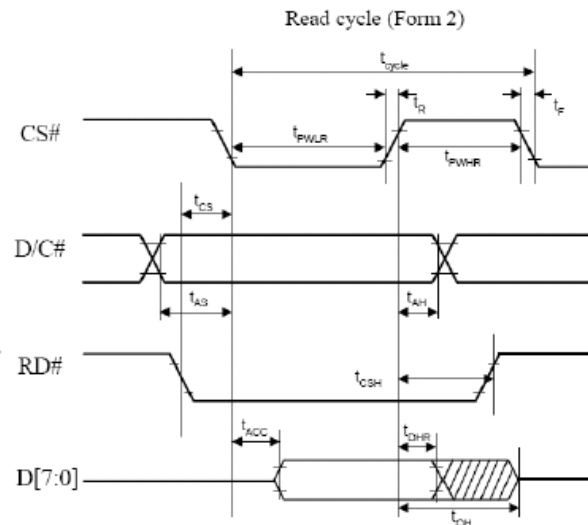 Read cycle (Form 2)
tcycle
tR
tF
CS#
tPWLR
tPWHR
tCS
D/C#
tAS
tAH
RD#
tCSH
tACC
tOHR
D[7:0]
tOH